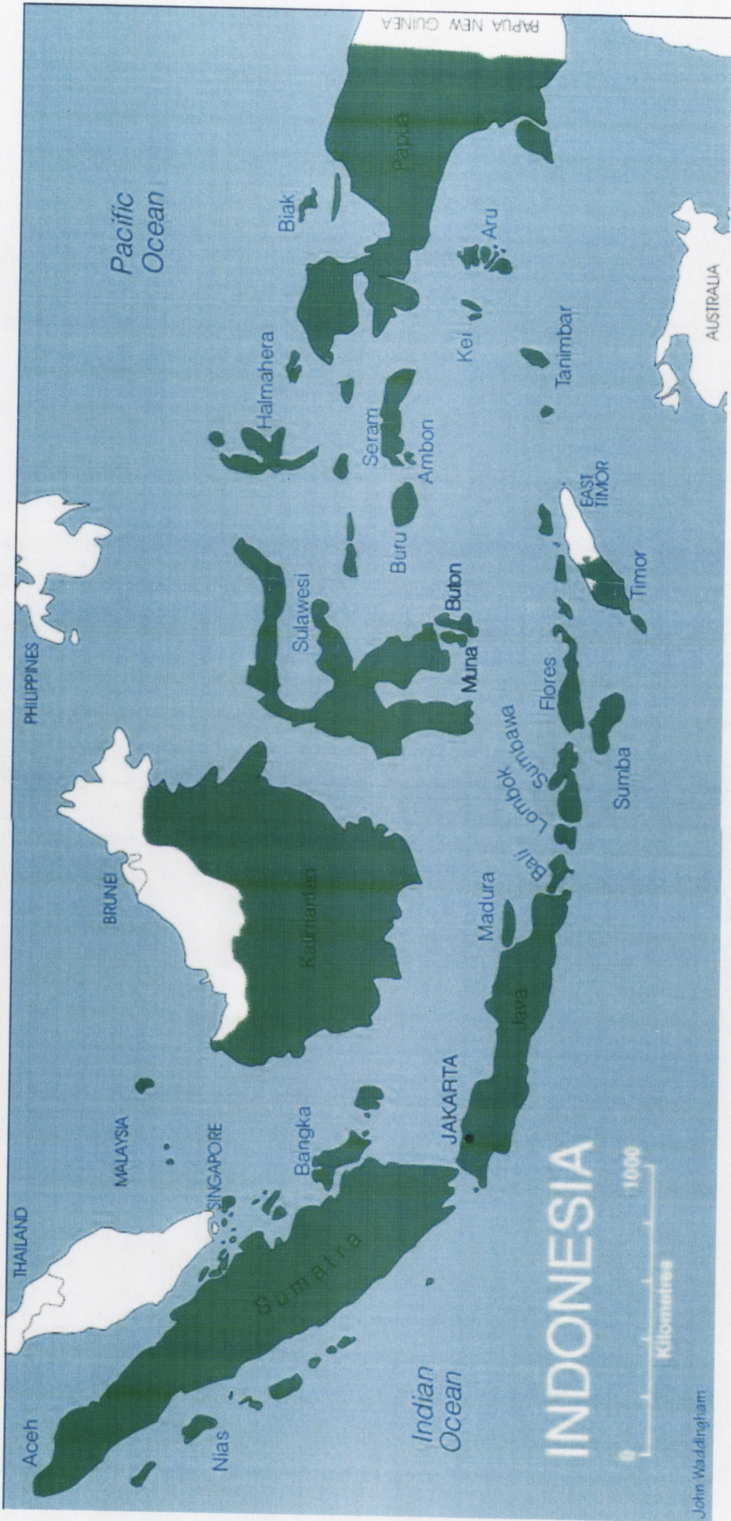 THAILAND
PHILIPPINES
Aceh
MALAYSIA
BRUNEI
Pacific
Ocean
SINGAPORE
Halmahera
Biak
PAPUA NEW GUINEA
Nias
Sumatra
Bangka
Kalimantan
Sulawesi
Seram
Ambon
Buru
Papua
Muna
Buton
Kei
Aru
Indian
Ocean
JAKARTA
Java
Madura
Bali
Lombok
Sumbawa
Flores
Sumba
Timor
EAST
TIMOR
Tanimbar
AUSTRALIA
INDONESIA
0 1000
Kilometres
John Waddingham